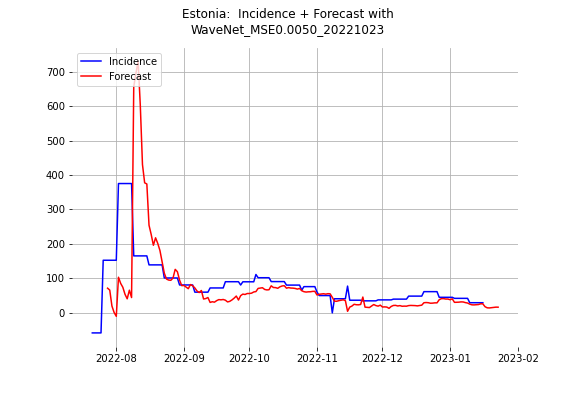 Estonia:  Incidence + Forecast with
WaveNet_MSE0.0050_20221023
Incidence
Forecast
700
600
500
400
300
200
100
0
2022-08 2022-09 2022-10 2022-11 2022-12 2023-01 2023-02